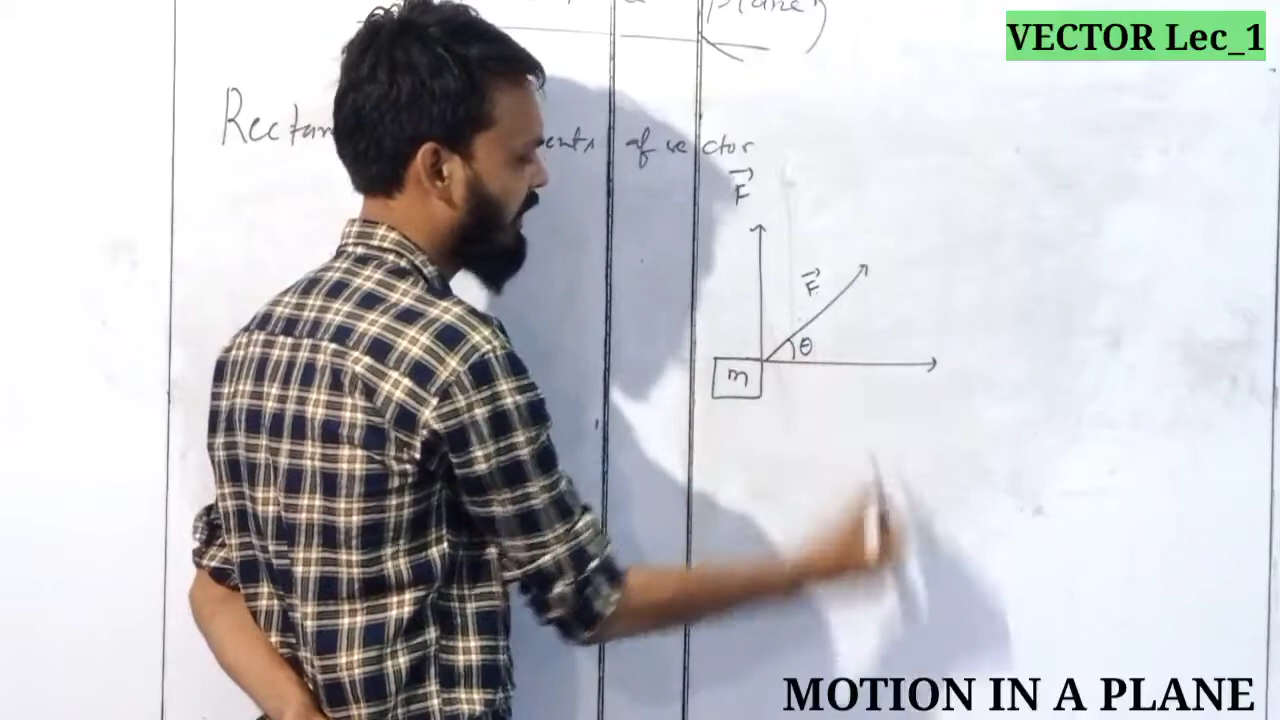 VECTOR Lec_1
plane)
Rectan ents of vector
F
F
θ
m
MOTION IN A PLANE